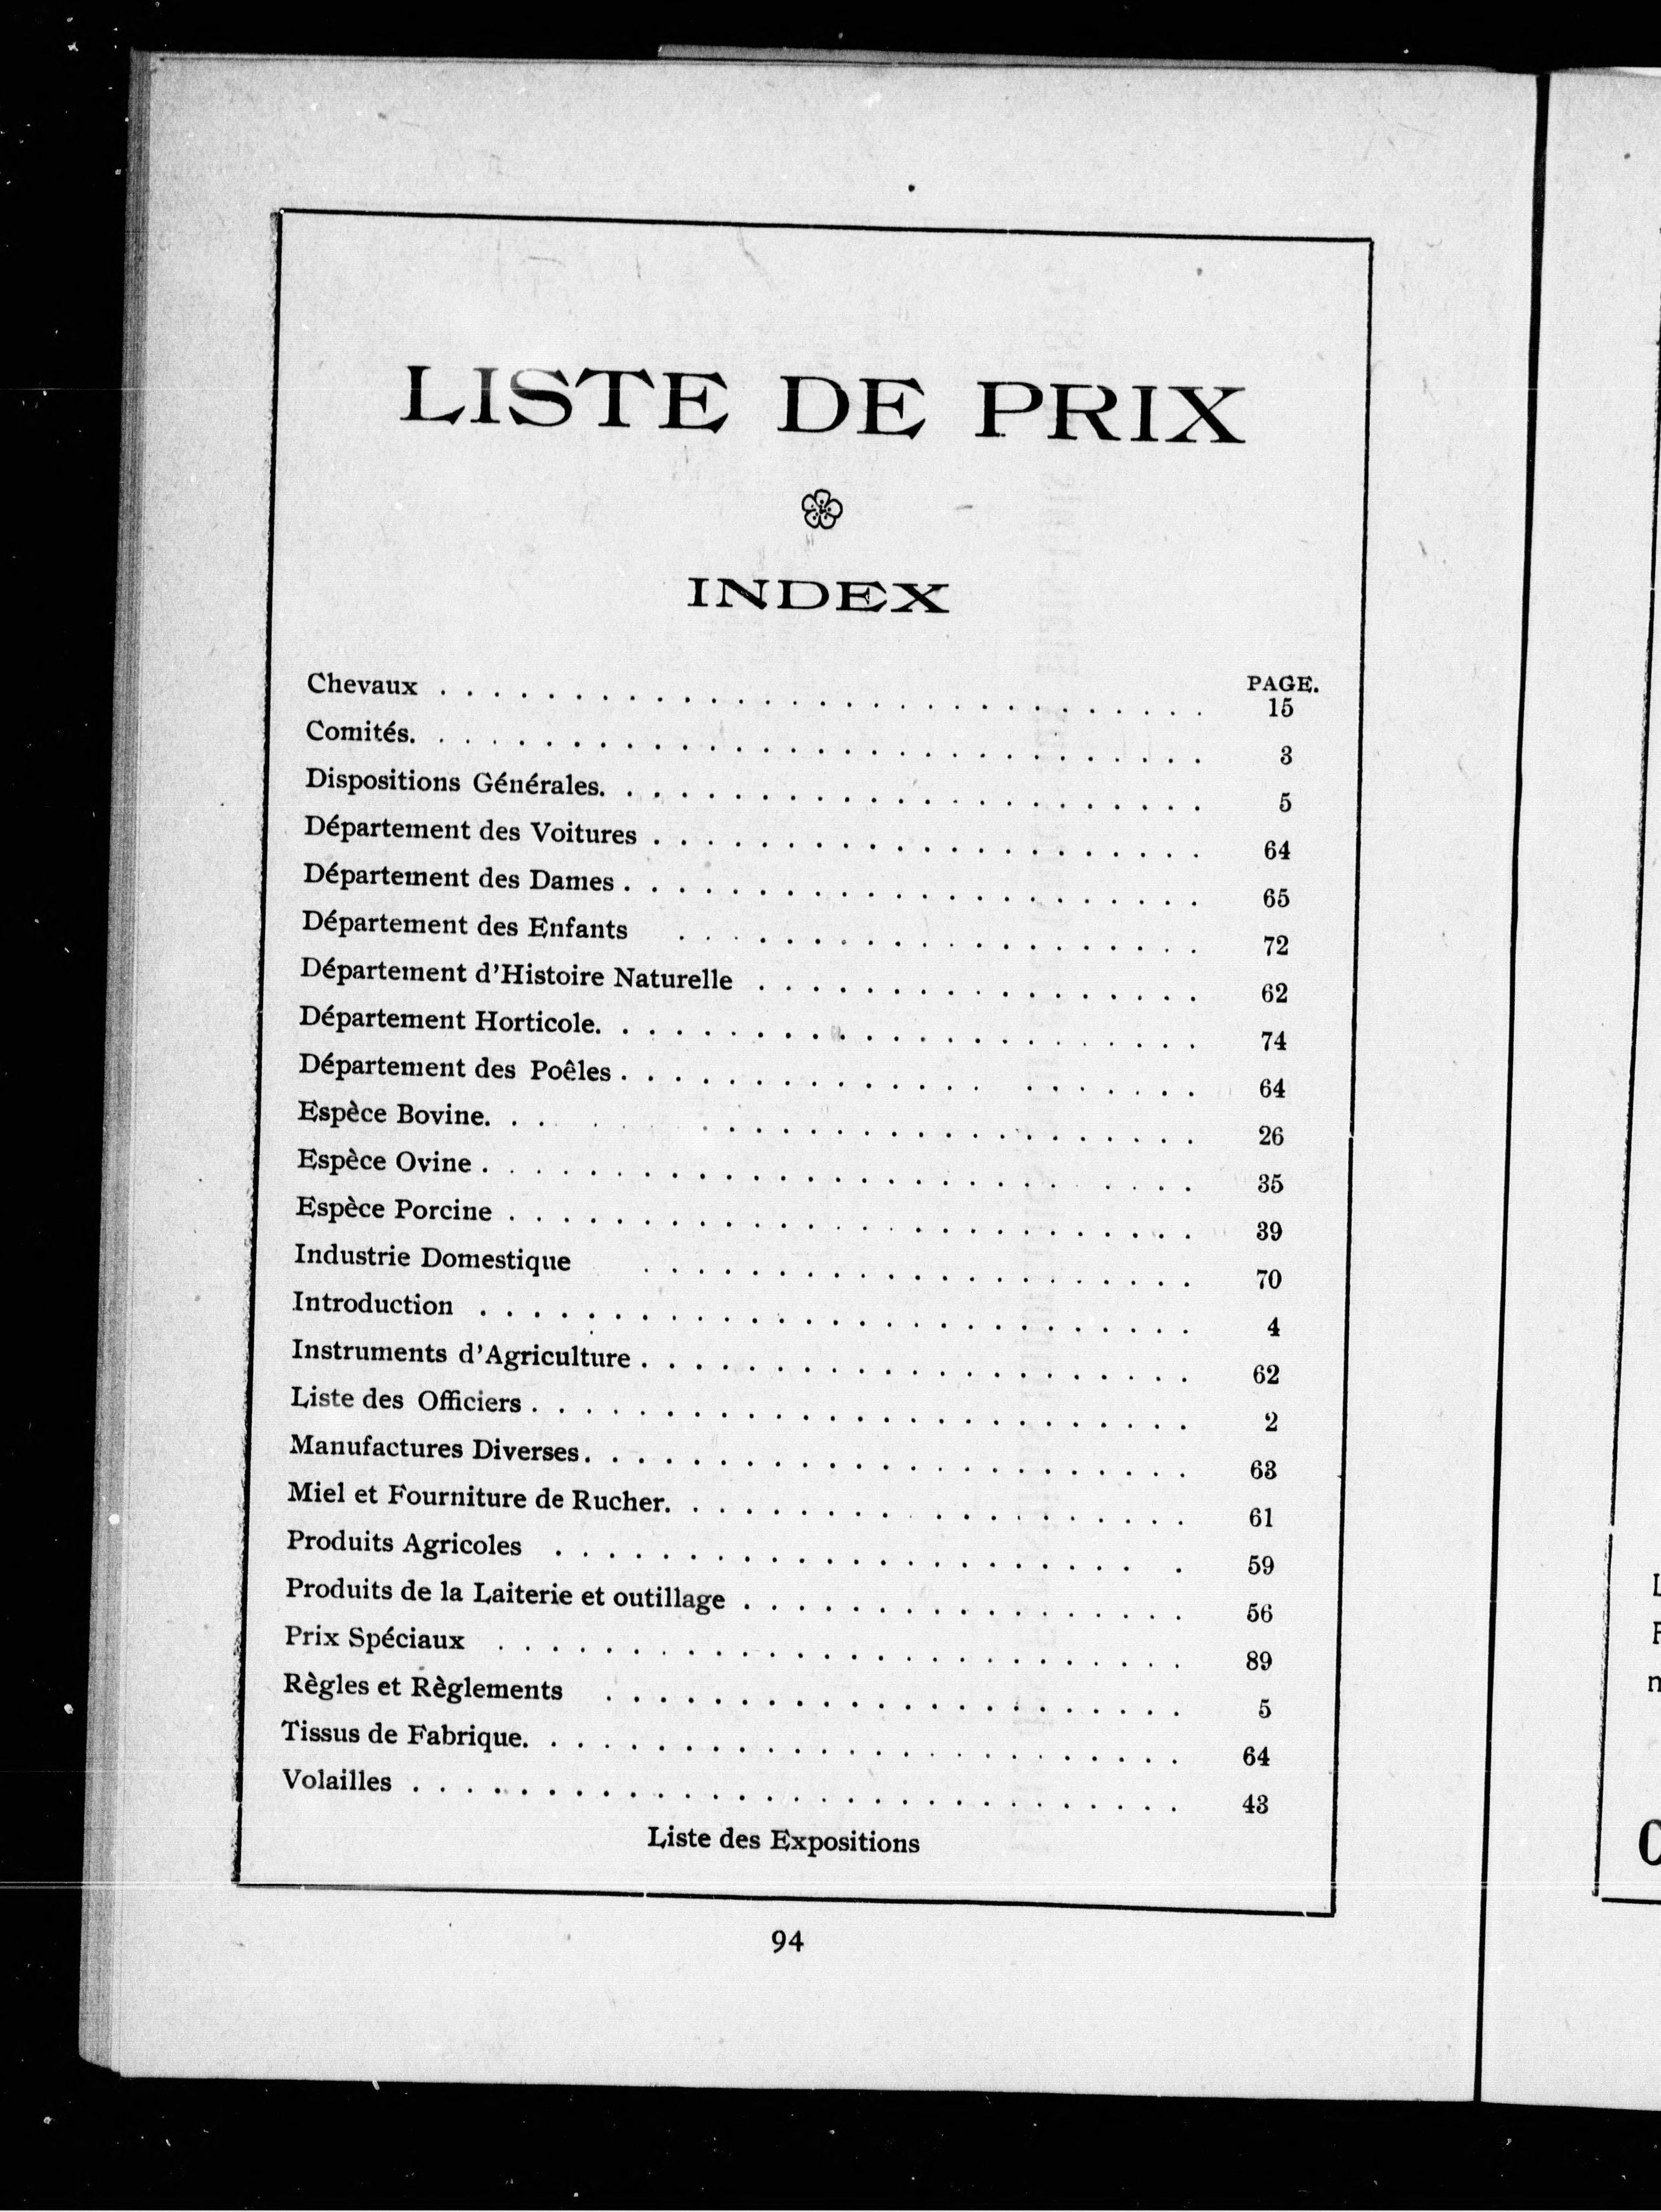 LISTE DE PRIX
INDEX
PAGE.
Chevaux . . . . . . . . . . . . . . . . . . . . . . . . . . . . . 15
Comités. . . . . . . . . . . . . . . . . . . . . . . . . . . . . . 3
Dispositions Générales. . . . . . . . . . . . . . . . . . . . . . . 5
Département des Voitures . . . . . . . . . . . . . . . . . . . . . 64
Département des Dames . . . . . . . . . . . . . . . . . . . . . . 65
Département des Enfants . . . . . . . . . . . . . . . . . . . . 72
Département d'Histoire Naturelle . . . . . . . . . . . . . . . . . 62
Département Horticole. . . . . . . . . . . . . . . . . . . . . . . 74
Département des Poêles . . . . . . . . . . . . . . . . . . . . . 64
Espèce Bovine. . . . . . . . . . . . . . . . . . . . . . . . 26
Espèce Ovine . . . . . . . . . . . . . . . . . . . . . . . . . . 35
Espèce Porcine . . . . . . . . . . . . . . . . . . . . . . . . . . 39
Industrie Domestique . . . . . . . . . . . . . . . . . . . . . 70
Introduction . . . . . . . . . . . . . . . . . . . . . . . . . . . 4
Instruments d'Agriculture . . . . . . . . . . . . . . . . . . . . . 62
Liste des Officiers . . . . . . . . . . . . . . . . . . . . . . . . . 2
Manufactures Diverses. . . . . . . . . . . . . . . . . . . . . . . 63
Miel et Fourniture de Rucher. . . . . . . . . . . . . . . . . . . . 61
Produits Agricoles . . . . . . . . . . . . . . . . . . . . . . . 59
Produits de la Laiterie et outillage . . . . . . . . . . . . . . . . . 56
Prix Spéciaux . . . . . . . . . . . . . . . . . . . . . . . . . . 89
Règles et Règlements . . . . . . . . . . . . . . . . . . . . . . 5
Tissus de Fabrique. . . . . . . . . . . . . . . . . . . . . . . . . 64
Volailles . . . . . . . . . . . . . . . . . . . . . . . . . . . . . 43
Liste des Expositions
94